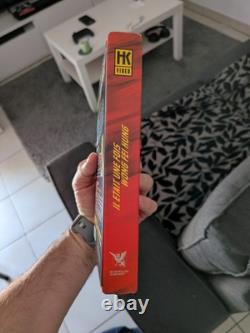 HK
VIDEO
IL ETAIT UNE FOIS
WONG FEI HUNG